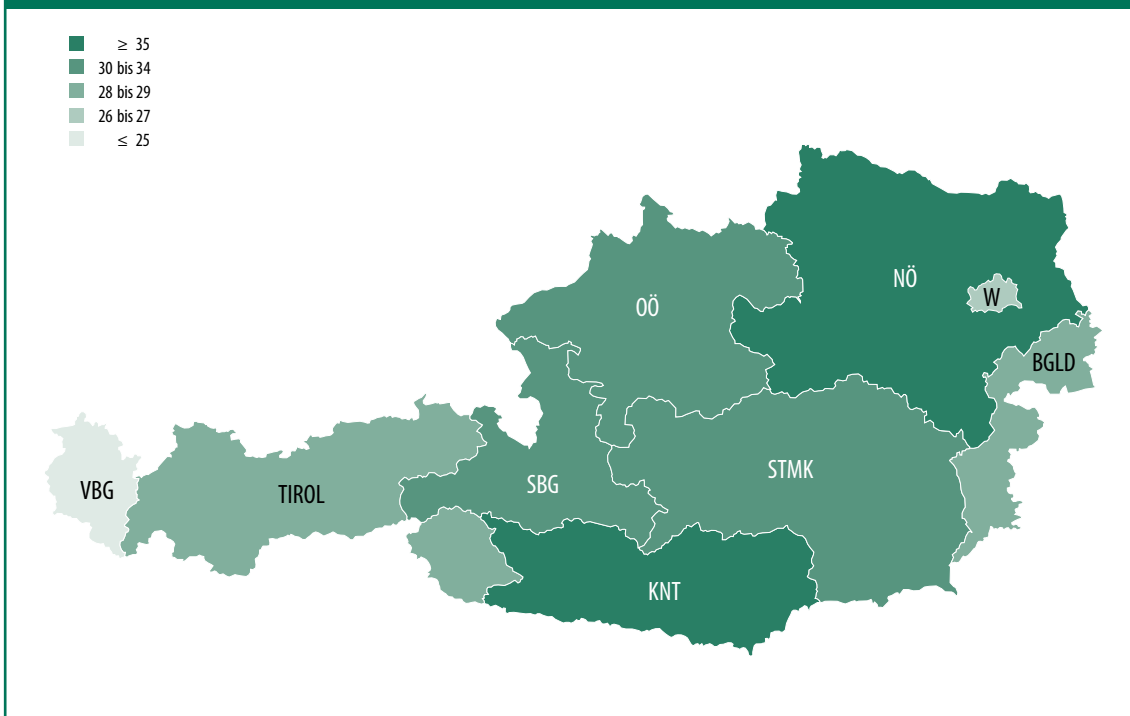 ≥ 35
30 bis 34
28 bis 29
26 bis 27
≤ 25
NÖ
W
OÖ
BGLD
STMK
SBG
VBG
TIROL
KNT